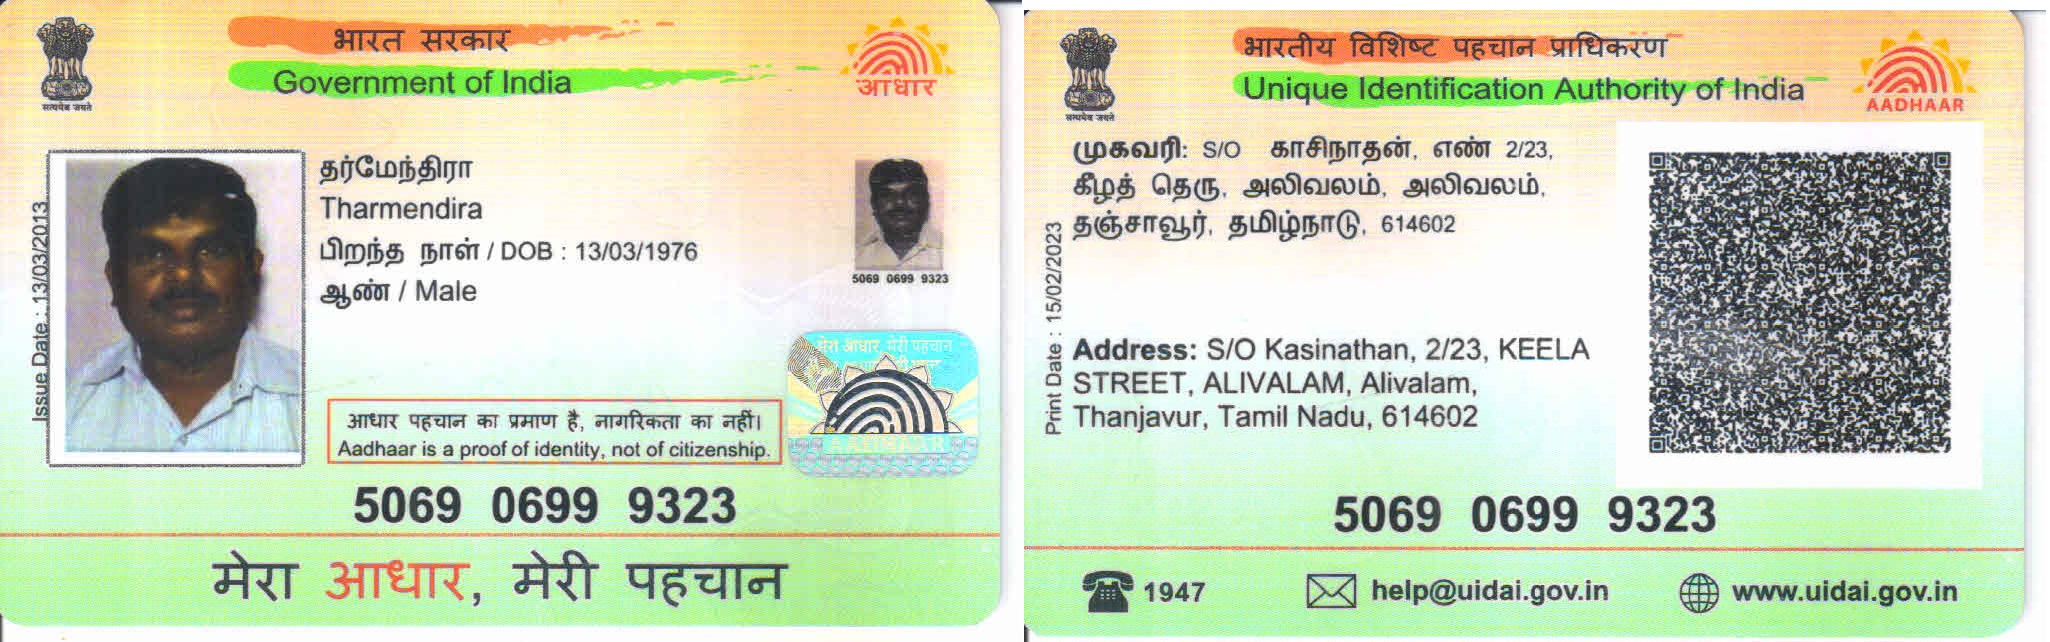 सत्यमेव जयते
भारत सरकार
Government of India
आधार
Issue Date : 13/03/2013
தர்மேந்திரா
Tharmendira
பிறந்த நாள் / DOB : 13/03/1976
ஆண் / Male
5069 0699 9323
मेरा आधार, मेरी पहचान
AADHAAR
आधार पहचान का प्रमाण है, नागरिकता का नहीं।
Aadhaar is a proof of identity, not of citizenship.
5069 0699 9323
मेरा आधार, मेरी पहचान
सत्यमेव जयते
भारतीय विशिष्ट पहचान प्राधिकरण
Unique Identification Authority of India
AADHAAR
முகவரி: S/O காசிநாதன், எண் 2/23,
கீழத் தெரு, அலிவலம், அலிவலம்,
தஞ்சாவூர், தமிழ்நாடு, 614602
Print Date : 15/02/2023
Address: S/O Kasinathan, 2/23, KEELA
STREET, ALIVALAM, Alivalam,
Thanjavur, Tamil Nadu, 614602
5069 0699 9323
1947
help@uidai.gov.in
www.uidai.gov.in